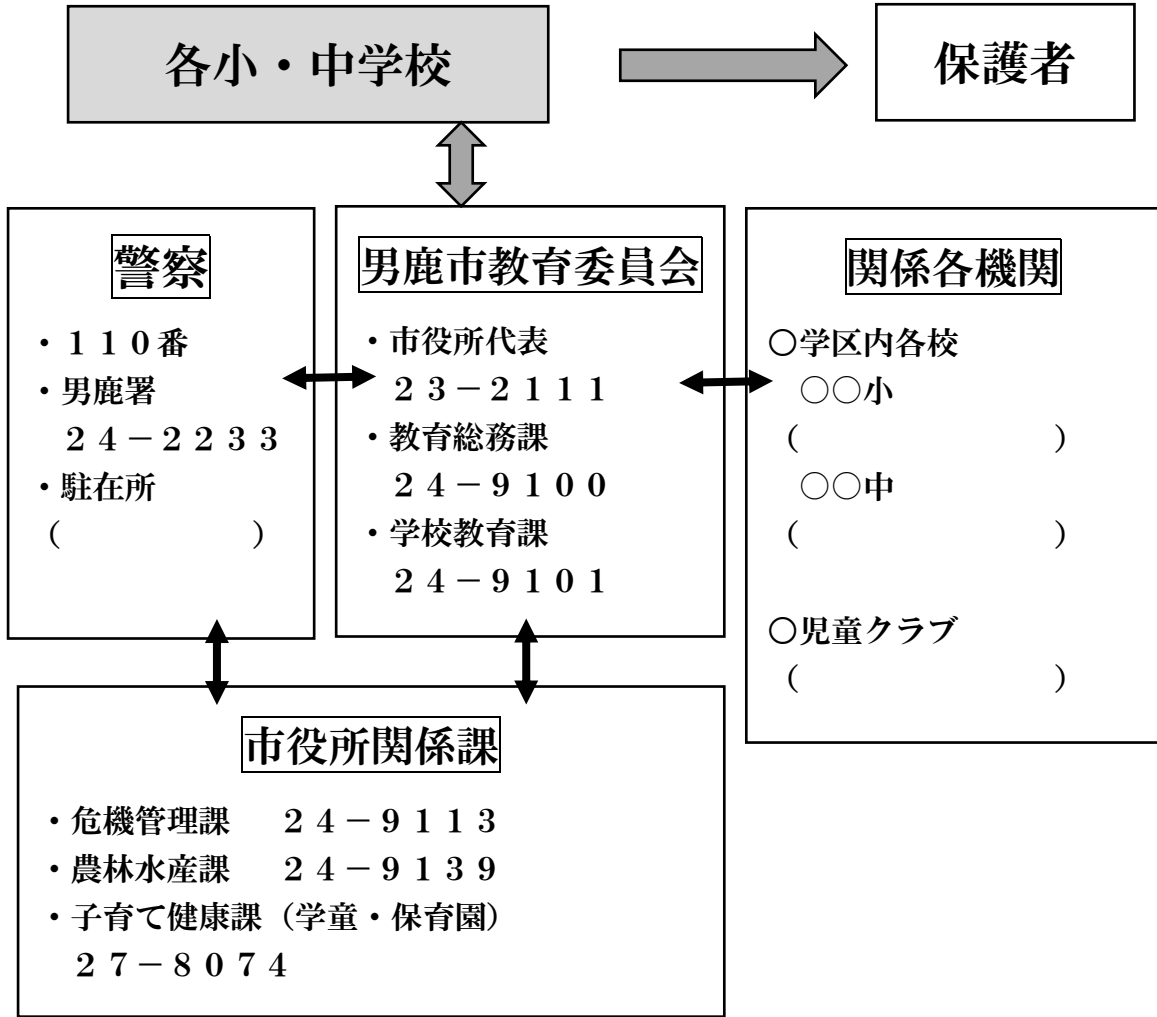 各小・中学校
保護者
警察
・１１０番
・男鹿署
２４－２２３３
・駐在所
（　　　　　　　　）
男鹿市教育委員会
・市役所代表
２３－２１１１
・教育総務課
２４－９１００
・学校教育課
２４－９１０１
関係各機関
○学区内各校
○○小
（　　　　　　　　　　）
○○中
（　　　　　　　　　　）
○児童クラブ
（　　　　　　　　　　）
市役所関係課
・危機管理課　２４－９１１３
・農林水産課　２４－９１３９
・子育て健康課（学童・保育園）
２７－８０７４